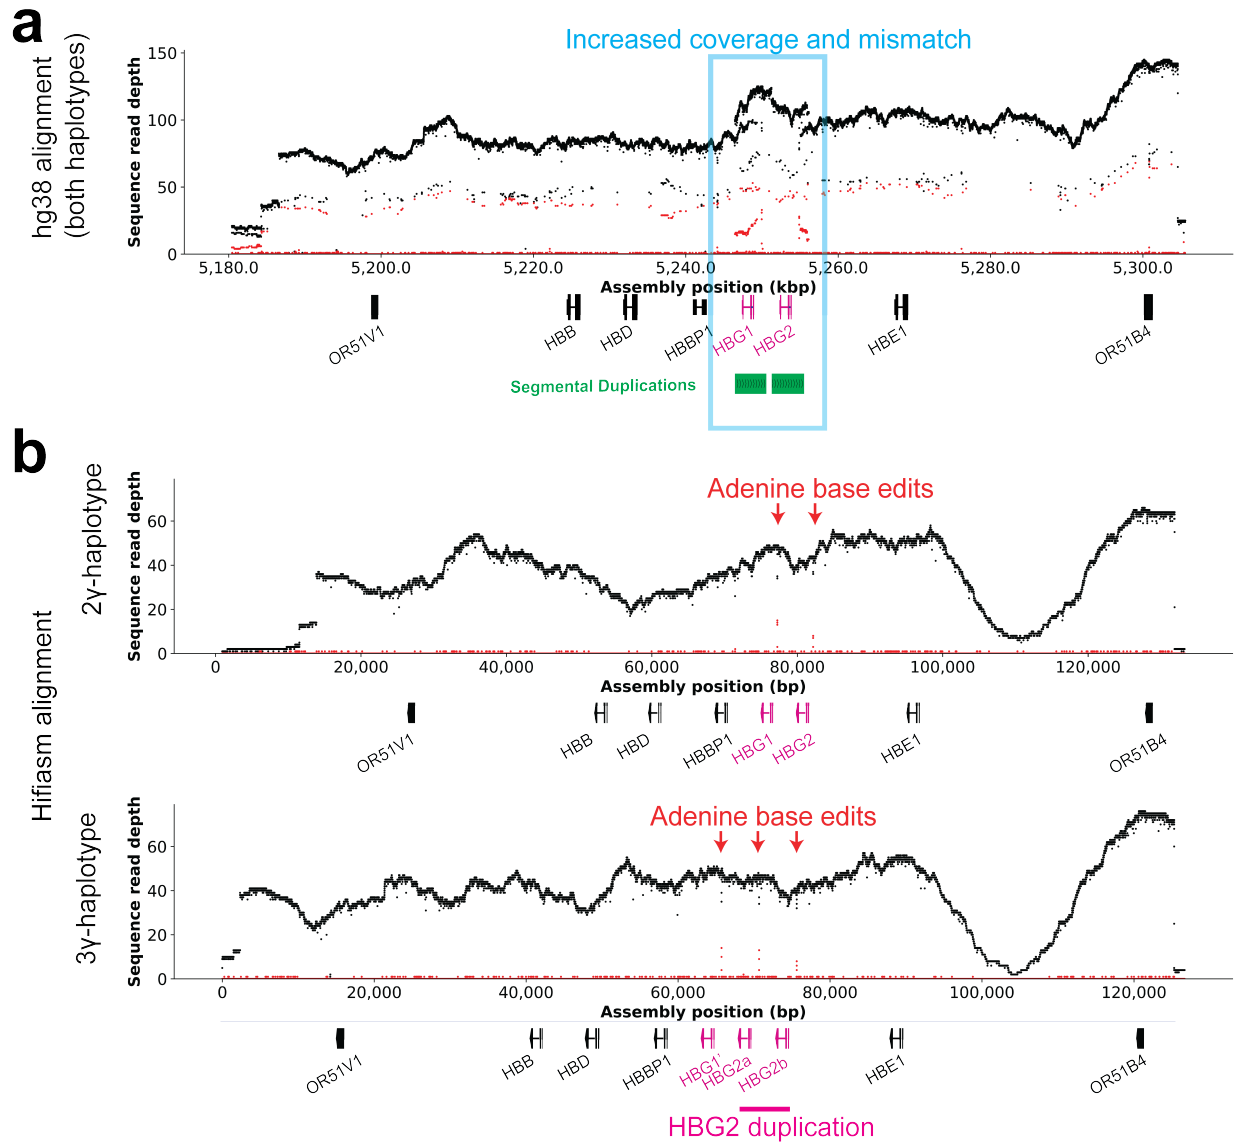 a
Increased coverage and mismatch
hg38 alignment
(both haplotypes)
Sequence read depth
150
100
50
0
5,180.0 5,200.0 5,220.0 5,240.0 5,260.0 5,280.0 5,300.0
Assembly position (kbp)
OR51V1 HBB HBD HBBP1 HBG1 HBG2 HBE1 OR51B4
Segmental Duplications
b
Hifiasm alignment
2γ-haplotype
Sequence read depth
Adenine base edits
60
40
20
0
0 20,000 40,000 60,000 80,000 100,000 120,000
Assembly position (bp)
OR51V1 HBB HBD HBBP1 HBG1 HBG2 HBE1 OR51B4
3γ-haplotype
Sequence read depth
Adenine base edits
60
40
20
0
0 20,000 40,000 60,000 80,000 100,000 120,000
Assembly position (bp)
OR51V1 HBB HBD HBBP1 HBG1' HBG2a HBG2b HBE1 OR51B4
HBG2 duplication